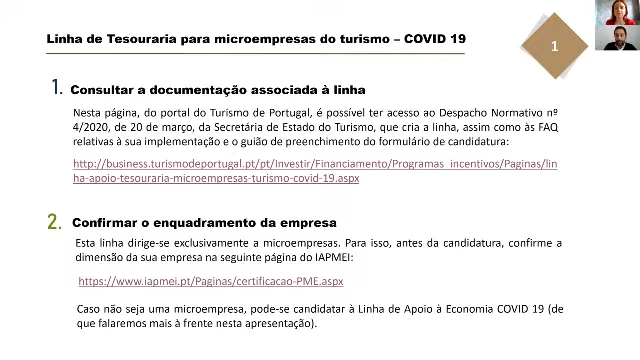 Linha de Tesouraria para microempresas do turismo – COVID 19
1
1. Consultar a documentação associada à linha
Nesta página, do portal do Turismo de Portugal, é possível ter acesso ao Despacho Normativo nº
4/2020, de 20 de março, da Secretária de Estado do Turismo, que cria a linha, assim como às FAQ
relativas à sua implementação e o guião de preenchimento do formulário de candidatura:
http://business.turismodeportugal.pt/pt/Investir/Financiamento/Programas_incentivos/Paginas/lin
ha-apoio-tesouraria-microempresas-turismo-covid-19.aspx
2. Confirmar o enquadramento da empresa
Esta linha dirige-se exclusivamente a microempresas. Para isso, antes da candidatura, confirme a
dimensão da sua empresa na seguinte página do IAPMEI:
https://www.iapmei.pt/Paginas/certificacao-PME.aspx
Caso não seja uma microempresa, pode-se candidatar à Linha de Apoio à Economia COVID 19 (de
que falaremos mais à frente nesta apresentação).